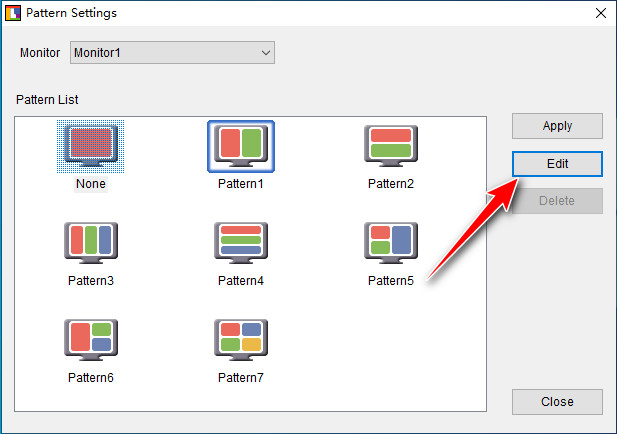 Pattern Settings
Monitor
Monitor1
Pattern List
None
Pattern1
Pattern2
Pattern3
Pattern4
Pattern5
Pattern6
Pattern7
Apply
Edit
Delete
Close